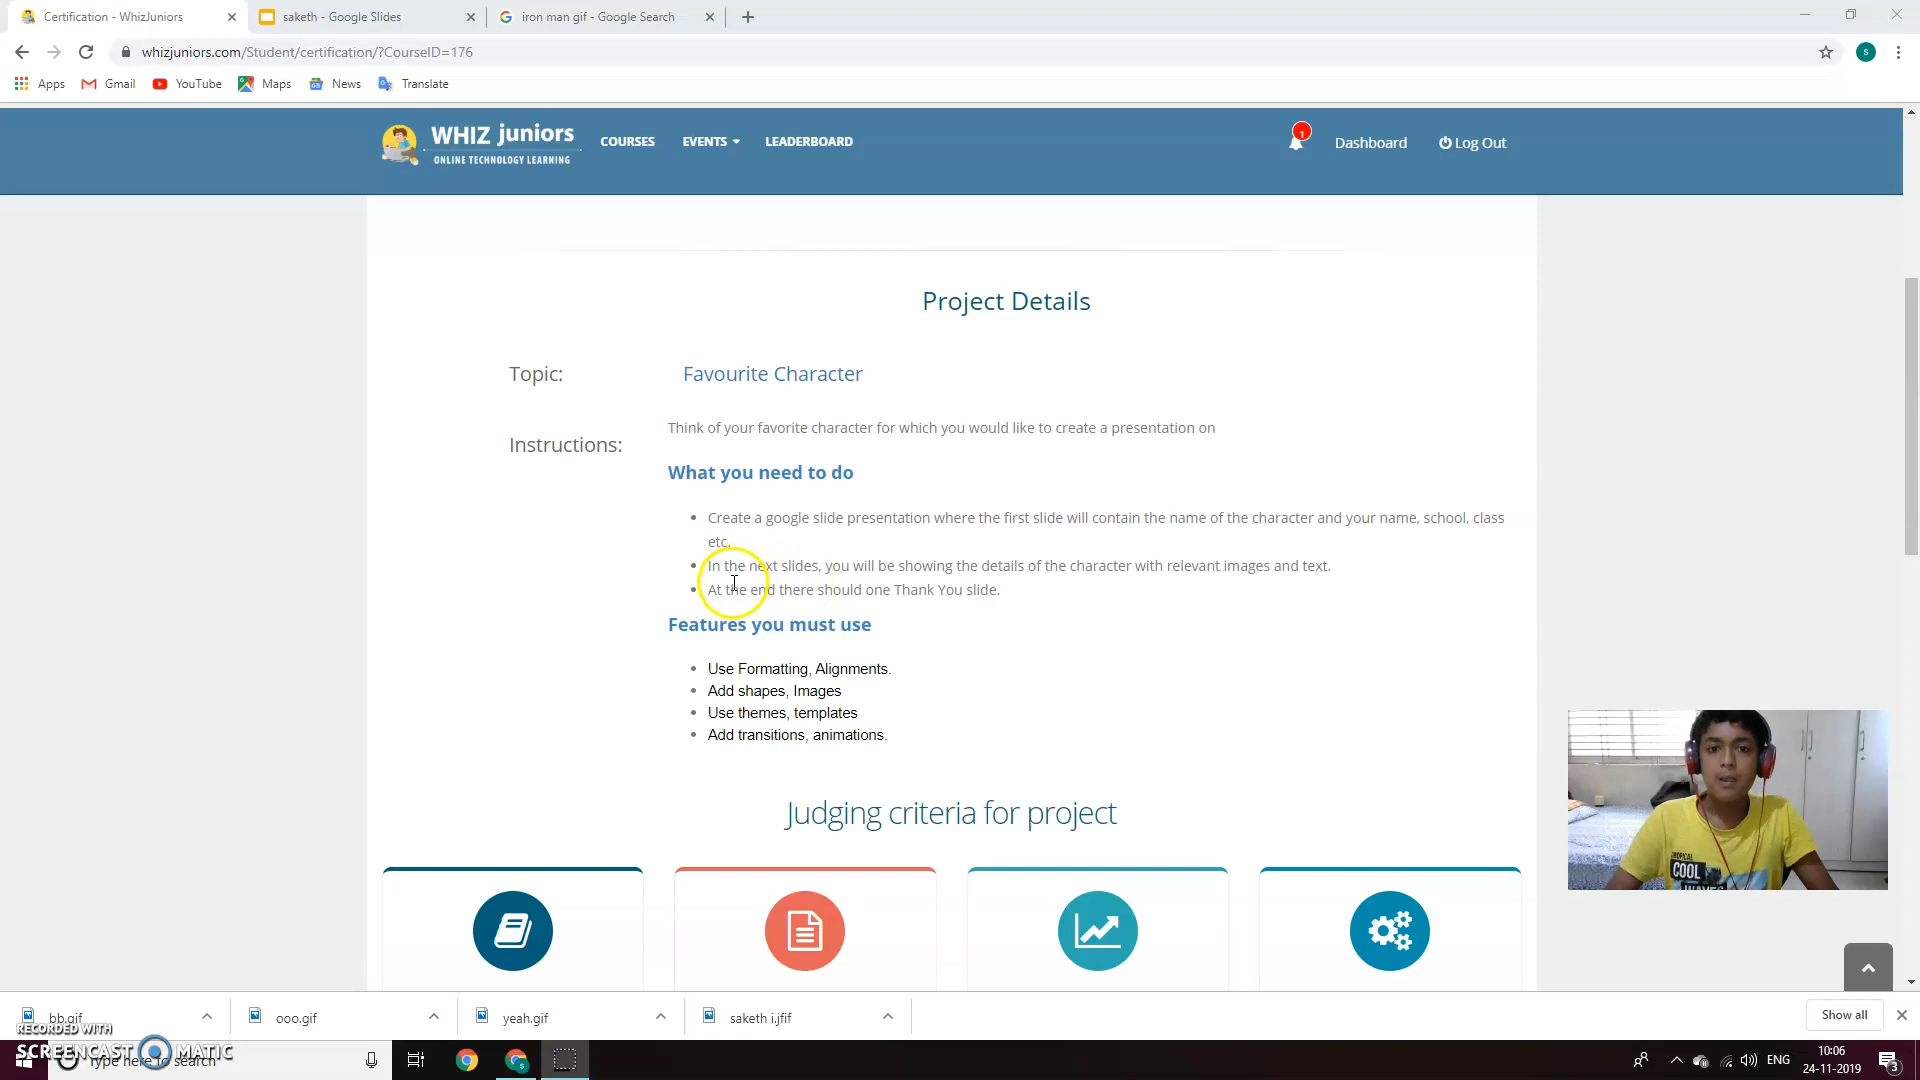 Certification - WhizJuniors
saketh - Google Slides
iron man gif - Google Search
whizjuniors.com/Student/certification/?CourseID=176
S
Apps
Gmail
YouTube
Maps
News
Translate
WHIZ juniors
ONLINE TECHNOLOGY LEARNING
COURSES
EVENTS
LEADERBOARD
1
Dashboard
Log Out
Project Details
Topic:
Favourite Character
Instructions:
Think of your favorite character for which you would like to create a presentation on
What you need to do
Create a google slide presentation where the first slide will contain the name of the character and your name, school, class
etc.
In the next slides, you will be showing the details of the character with relevant images and text.
At the end there should one Thank You slide.
Features you must use
Use Formatting, Alignments.
Add shapes, Images
Use themes, templates
Add transitions, animations.
Judging criteria for project
TROPICAL
COOL
WAVES
bb.gif
ooo.gif
yeah.gif
saketh i.jfif
Show all
RECORDED WITH
SCREENCAST MATIC
Type here to search
ENG
10:06
24-11-2019
3